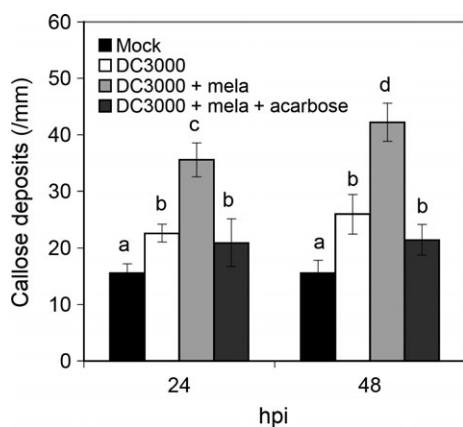 60
50
40
30
20
10
0
Callose deposits (/mm)
Mock
DC3000
DC3000 + mela
DC3000 + mela + acarbose
a
b
c
b
a
b
d
b
24
48
hpi